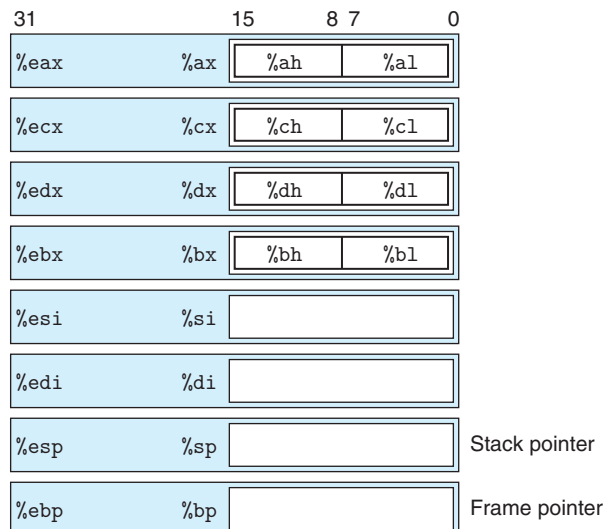 31 15 8 7 0
%eax %ax %ah %al
%ecx %cx %ch %cl
%edx %dx %dh %dl
%ebx %bx %bh %bl
%esi %si
%edi %di
%esp %sp Stack pointer
%ebp %bp Frame pointer